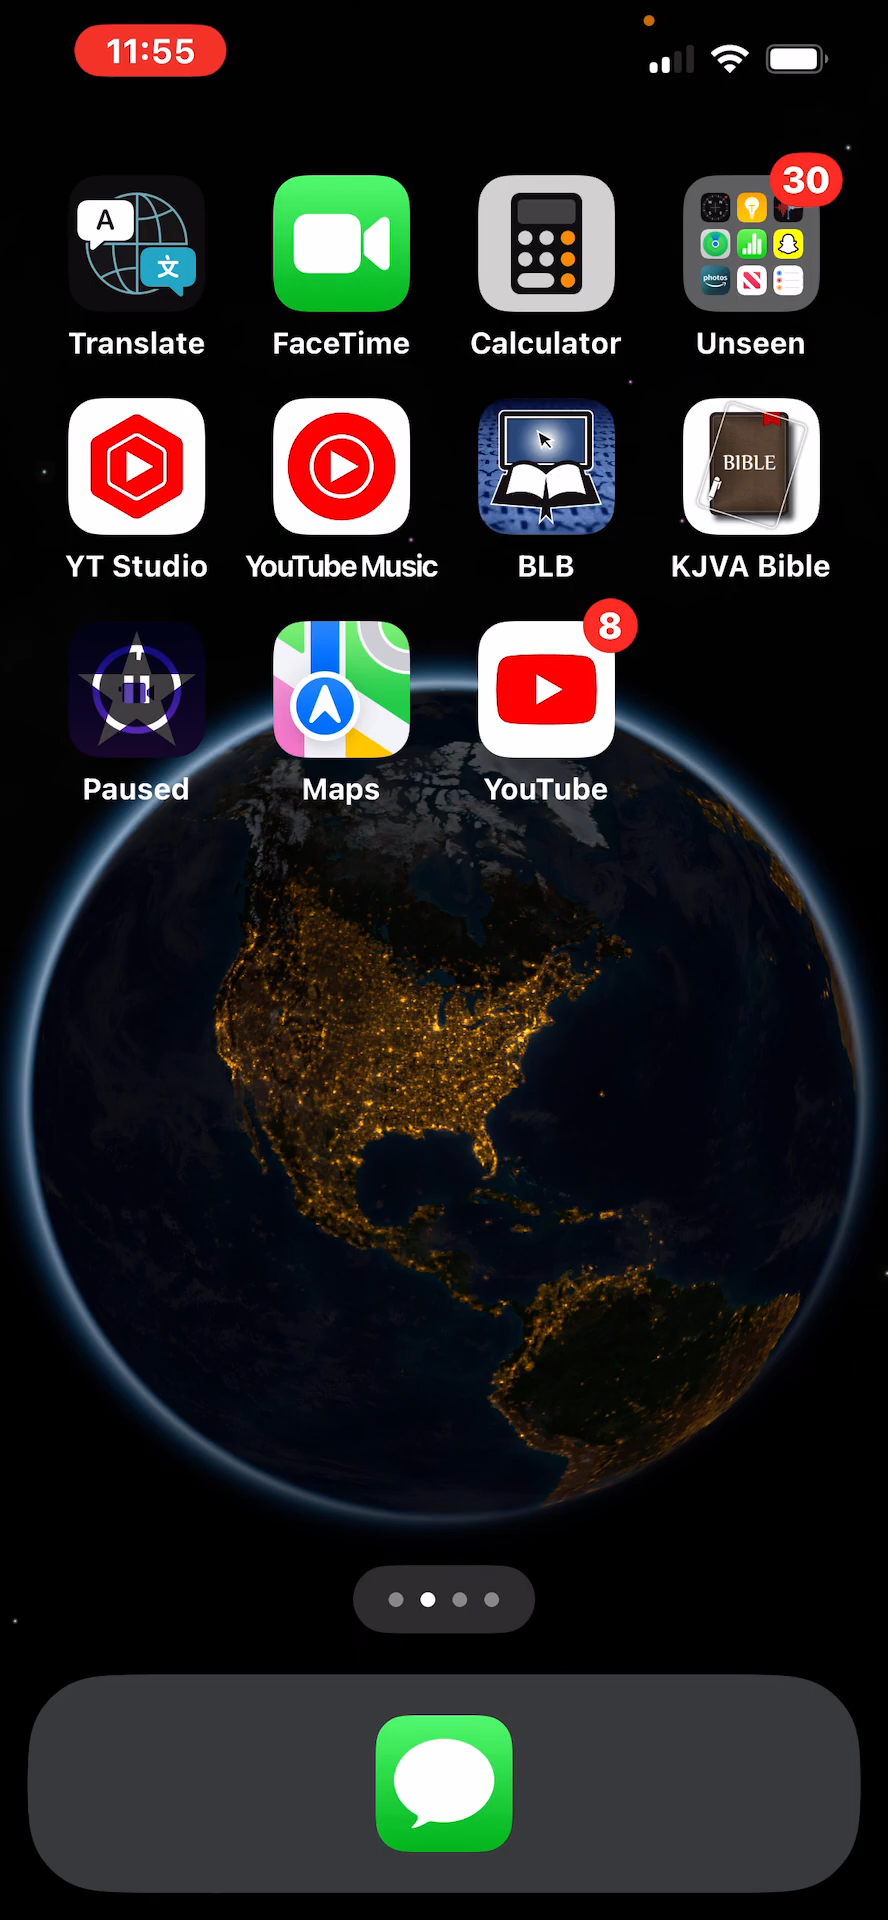 11:55
30
A
文
Translate
FaceTime
Calculator
photos
Unseen
BIBLE
YT Studio
YouTube Music
BLB
KJVA Bible
8
Paused
Maps
YouTube